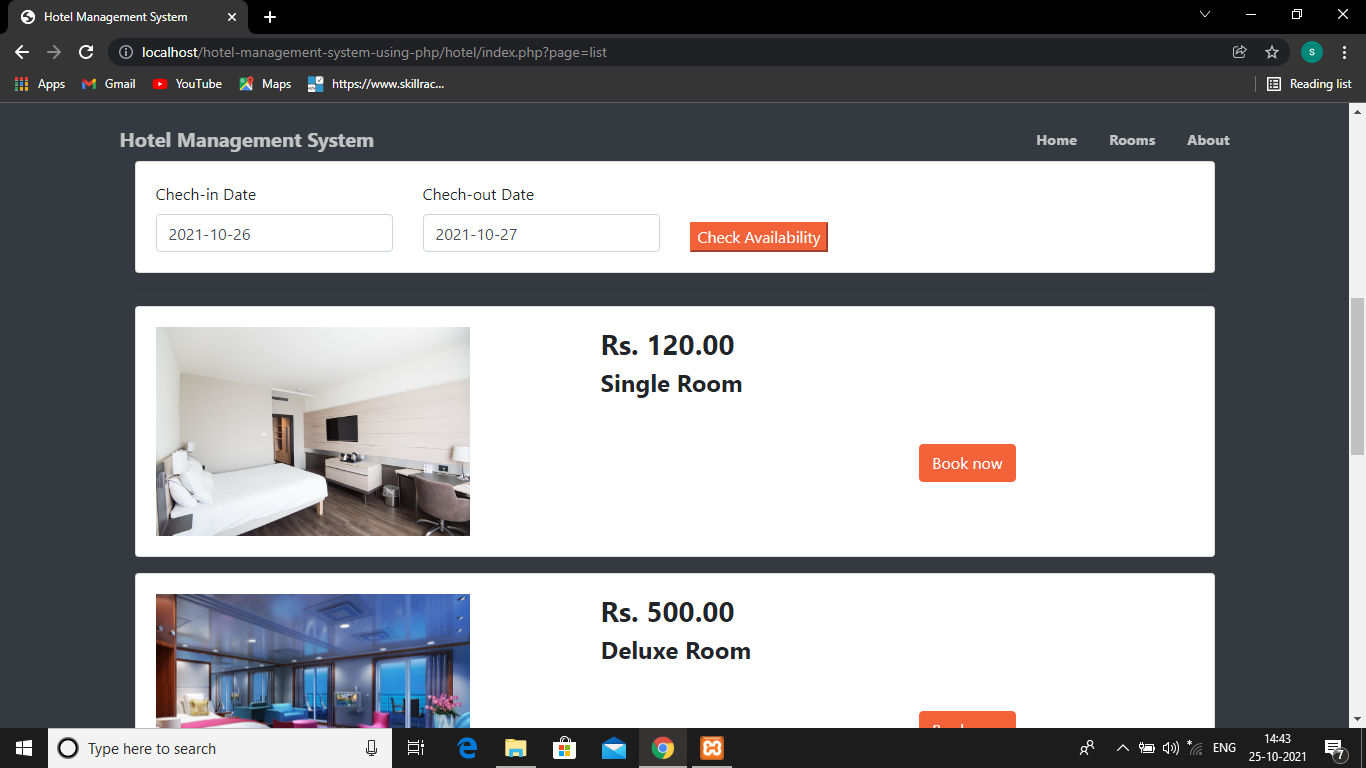 Hotel Management System
localhost/hotel-management-system-using-php/hotel/index.php?page=list
S
Apps Gmail YouTube Maps https://www.skillrac... Reading list
Hotel Management System Home Rooms About
Chech-in Date Chech-out Date
2021-10-26 2021-10-27 Check Availability
Rs. 120.00
Single Room
Book now
Rs. 500.00
Deluxe Room
Type here to search
ENG
14:43
25-10-2021
7